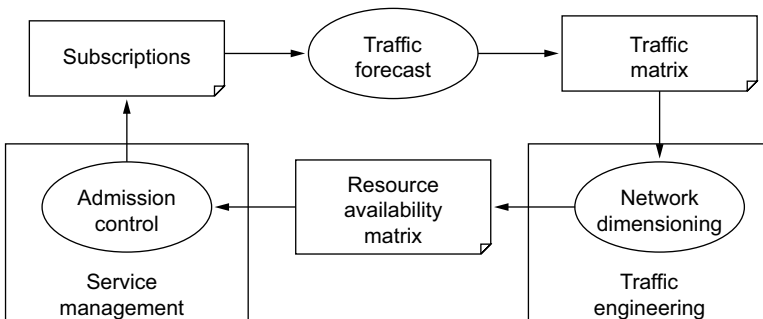 Subscriptions
Traffic
forecast
Traffic
matrix
Admission
control
Resource
availability
matrix
Network
dimensioning
Service
management
Traffic
engineering